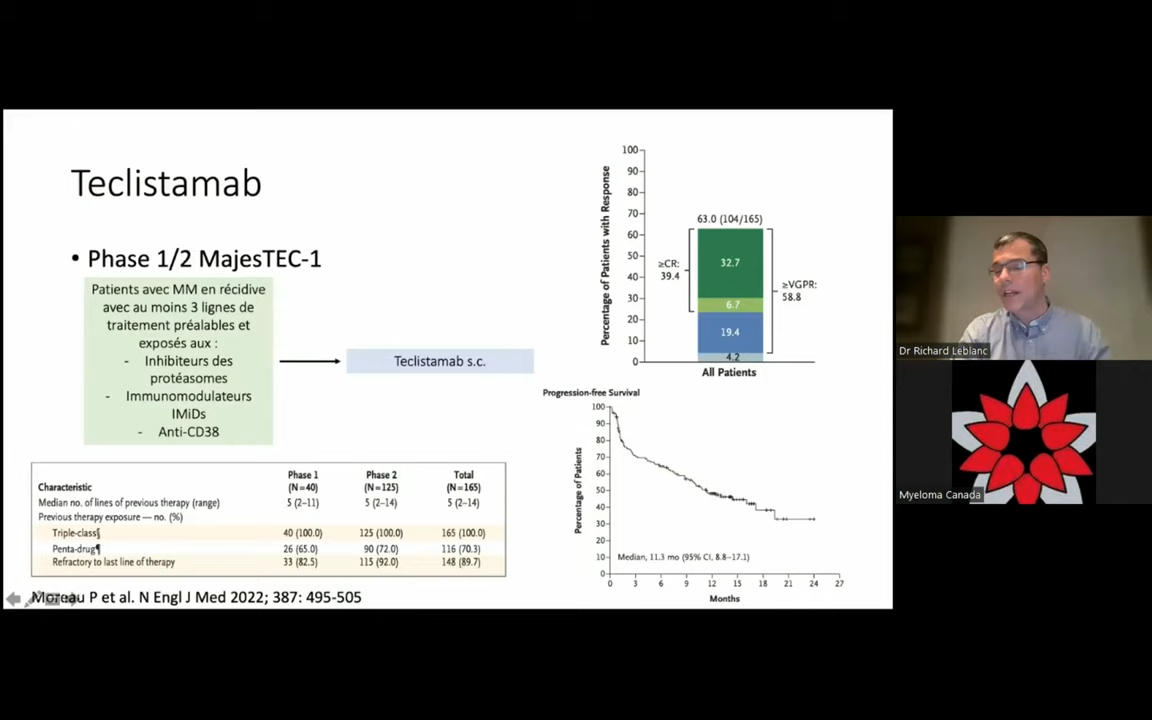 Teclistamab
• Phase 1/2 MajesTEC-1
Patients avec MM en récidive
avec au moins 3 lignes de
traitement préalables et
exposés aux :
- Inhibiteurs des
protéasomes
- Immunomodulateurs
IMiDs
- Anti-CD38
Teclistamab s.c.
Characteristic
Phase 1
(N=40)
Phase 2
(N=125)
Total
(N=165)
Median no. of lines of previous therapy (range) 5 (2–11) 5 (2–14) 5 (2–14)
Previous therapy exposure — no. (%)
Triple-class§ 40 (100.0) 125 (100.0) 165 (100.0)
Penta-drug¶ 26 (65.0) 90 (72.0) 116 (70.3)
Refractory to last line of therapy 33 (82.5) 115 (92.0) 148 (89.7)
Moreau P et al. N Engl J Med 2022; 387: 495-505
Percentage of Patients with Response
100
90
80
70
60
50
40
30
20
10
0
63.0 (104/165)
≥CR:
39.4
32.7
6.7
19.4
4.2
≥VGPR:
58.8
All Patients
Progression-free Survival
Percentage of Patients
100
90
80
70
60
50
40
30
20
10
0
Median, 11.3 mo (95% CI, 8.8–17.1)
0 3 6 9 12 15 18 21 24 27
Months
Dr Richard Leblanc
Myeloma Canada